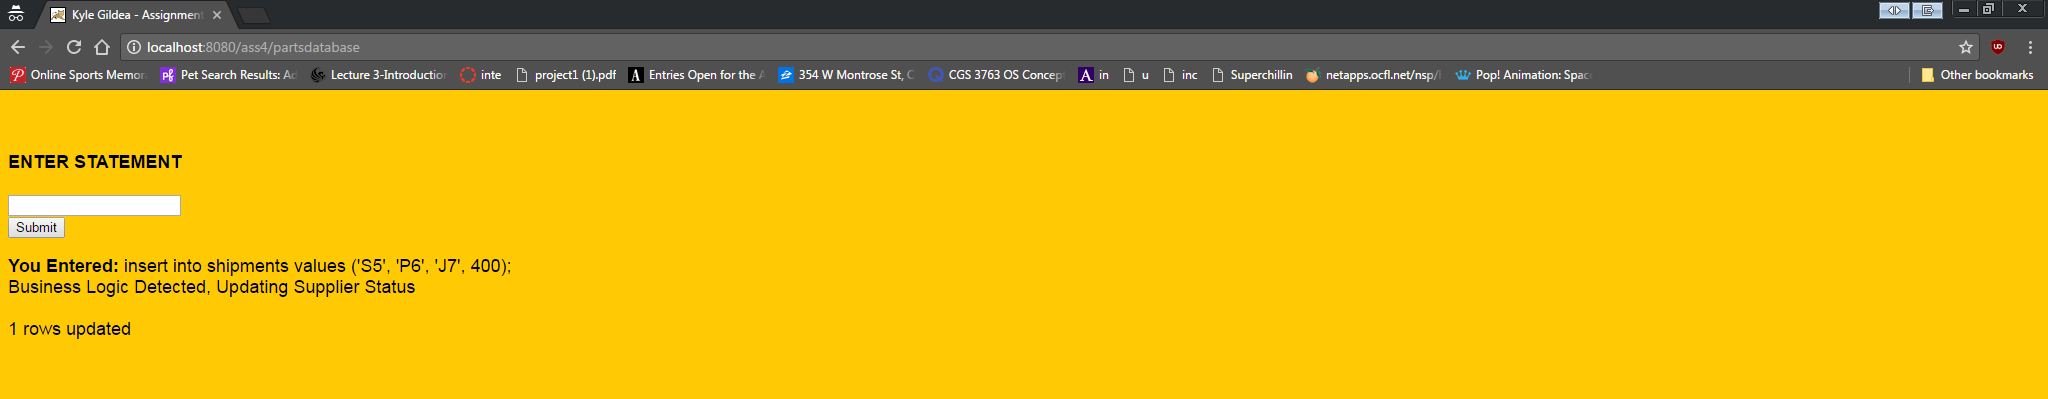 Kyle Gildea - Assignment
localhost:8080/ass4/partsdatabase
Online Sports Memor
Pet Search Results: Ad
Lecture 3-Introduction
inte
project1 (1).pdf
Entries Open for the A
354 W Montrose St, C
CGS 3763 OS Concep
in
u
inc
Superchillin
netapps.ocfl.net/nsp/
Pop! Animation: Spac
Other bookmarks
ENTER STATEMENT
Submit
You Entered: insert into shipments values ('S5', 'P6', 'J7', 400);
Business Logic Detected, Updating Supplier Status
1 rows updated